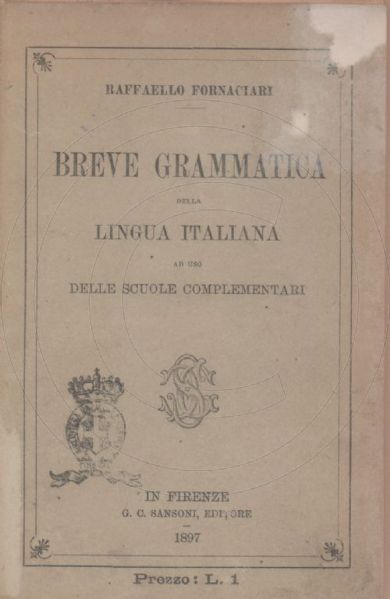 RAFFAELLO FORNACIARI
BREVE GRAMMATICA
DELLA
LINGUA ITALIANA
AD USO
DELLE SCUOLE COMPLEMENTARI
IN FIRENZE
G. C. SANSONI, EDITORE
1897
Prezzo: L. 1